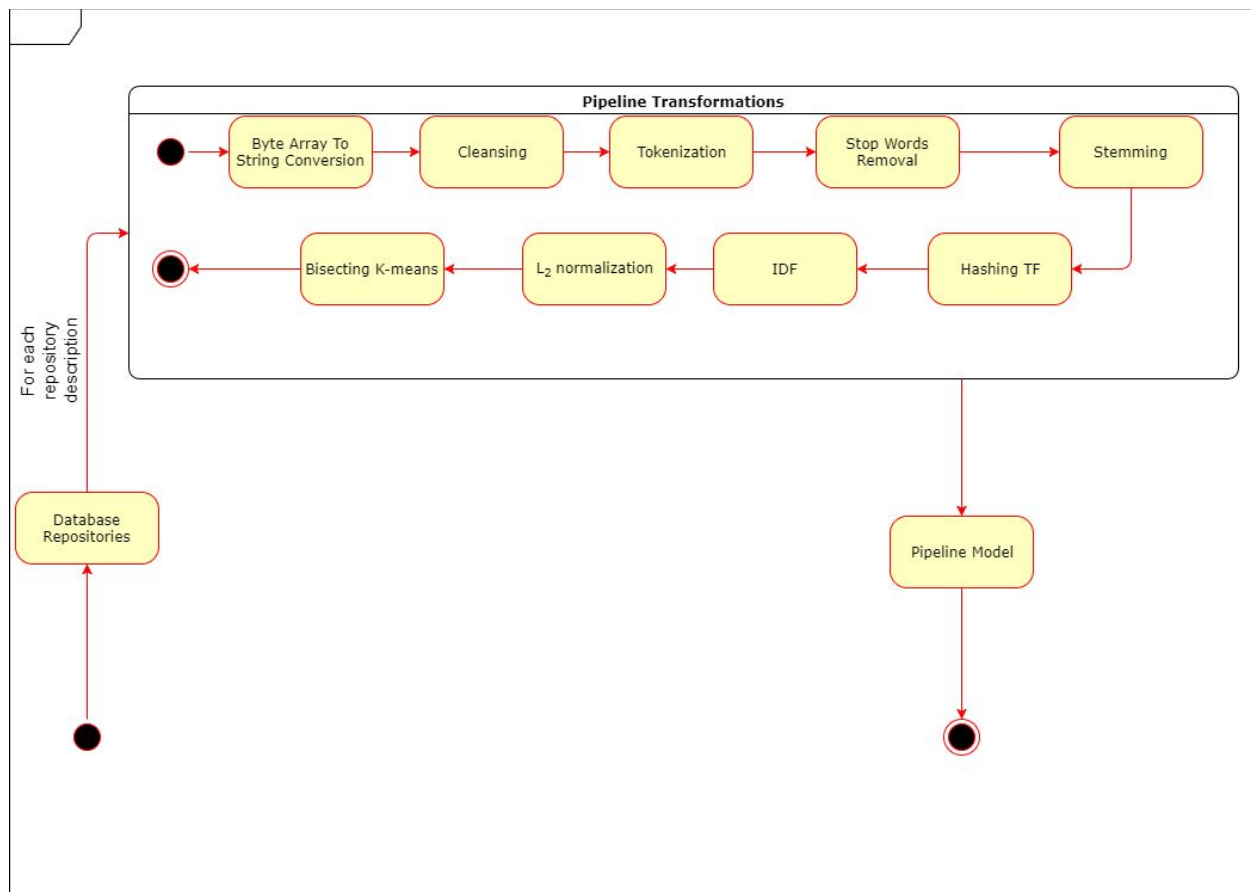 Pipeline Transformations
Byte Array To
String Conversion
Cleansing
Tokenization
Stop Words
Removal
Stemming
Bisecting K-means
L₂ normalization
IDF
Hashing TF
For each
repository
description
Database
Repositories
Pipeline Model